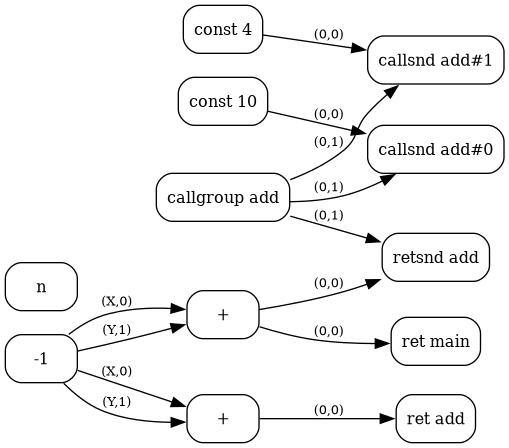 const 4
(0,0)
callsnd add#1
const 10
(0,0)
(0,1)
callsnd add#0
callgroup add
(0,1)
(0,1)
retsnd add
n
(X,0)
(0,0)
+
(Y,1)
(0,0)
ret main
-1
(X,0)
(Y,1)
+
(0,0)
ret add